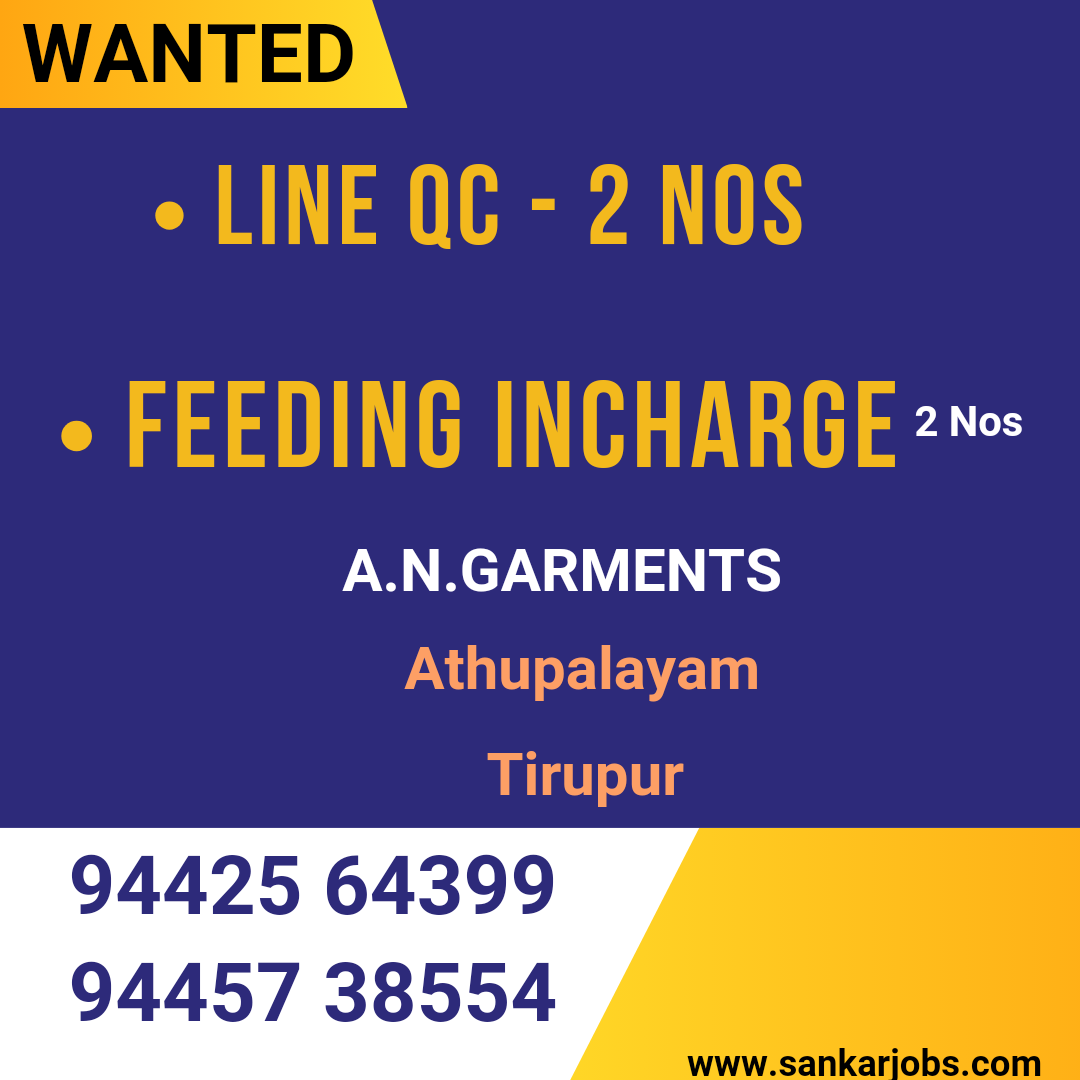 WANTED
• LINE QC - 2 NOS
• FEEDING INCHARGE 2 Nos
A.N.GARMENTS
Athupalayam
Tirupur
94425 64399
94457 38554
www.sankarjobs.com